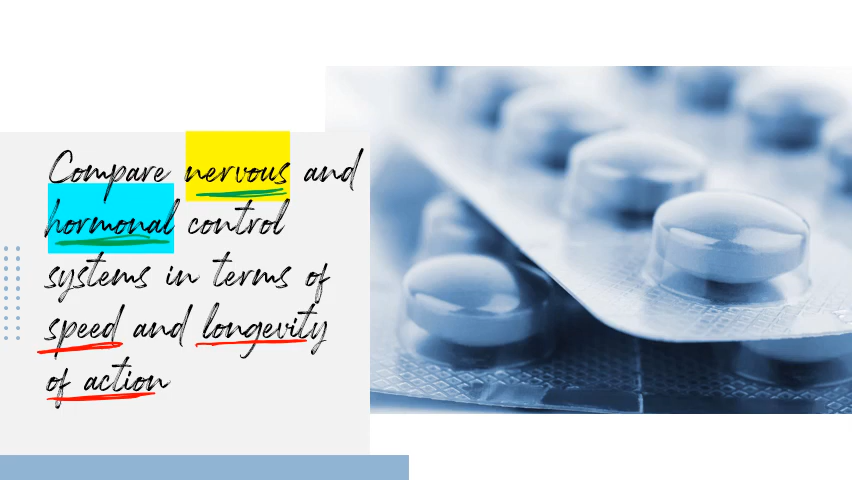 Compare nervous and
hormonal control
systems in terms of
speed and longevity
of action